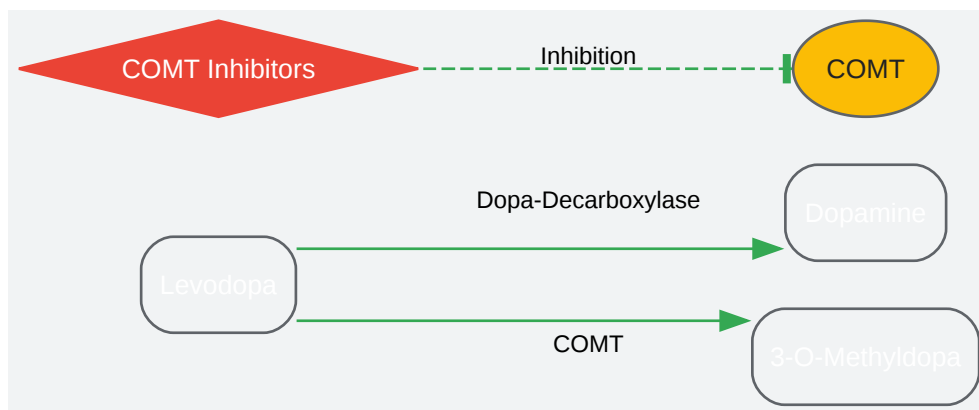 COMT Inhibitors
Inhibition
COMT
Dopa-Decarboxylase
Dopamine
Levodopa
COMT
3-O-Methyldopa